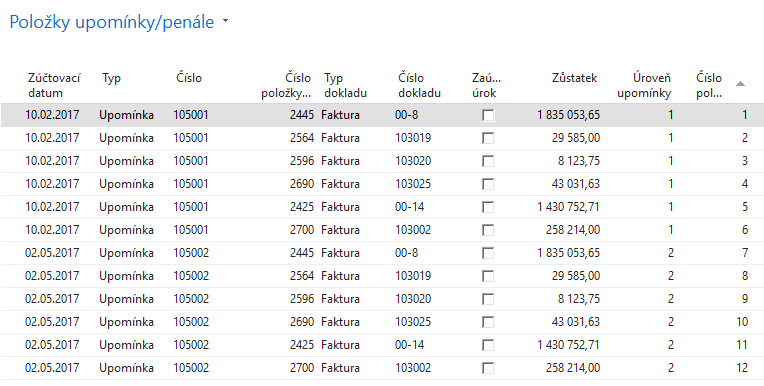 Položky upomínky/penále
Zúčtovací datum Typ Číslo Číslo položky... Typ dokladu Číslo dokladu Zaú... úrok Zůstatek Úroveň upomínky Číslo pol...
10.02.2017 Upomínka 105001 2445 Faktura 00-8 1 835 053,65 1 1
10.02.2017 Upomínka 105001 2564 Faktura 103019 29 585,00 1 2
10.02.2017 Upomínka 105001 2596 Faktura 103020 8 123,75 1 3
10.02.2017 Upomínka 105001 2690 Faktura 103025 43 031,63 1 4
10.02.2017 Upomínka 105001 2425 Faktura 00-14 1 430 752,71 1 5
10.02.2017 Upomínka 105001 2700 Faktura 103002 258 214,00 1 6
02.05.2017 Upomínka 105002 2445 Faktura 00-8 1 835 053,65 2 7
02.05.2017 Upomínka 105002 2564 Faktura 103019 29 585,00 2 8
02.05.2017 Upomínka 105002 2596 Faktura 103020 8 123,75 2 9
02.05.2017 Upomínka 105002 2690 Faktura 103025 43 031,63 2 10
02.05.2017 Upomínka 105002 2425 Faktura 00-14 1 430 752,71 2 11
02.05.2017 Upomínka 105002 2700 Faktura 103002 258 214,00 2 12